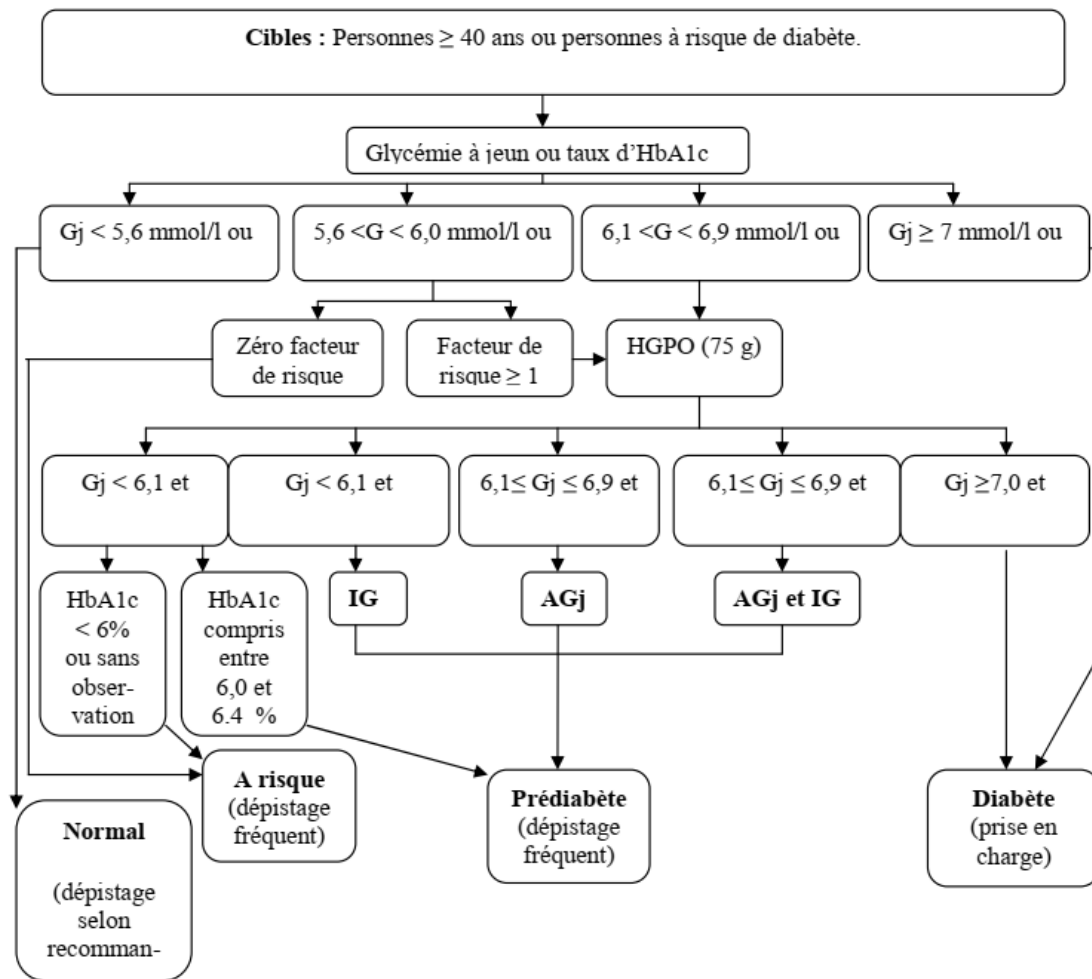 Cibles : Personnes ≥ 40 ans ou personnes à risque de diabète.
Glycémie à jeun ou taux d’HbA1c
Gj < 5,6 mmol/l ou
5,6 <G < 6,0 mmol/l ou
6,1 <G < 6,9 mmol/l ou
Gj ≥ 7 mmol/l ou
Zéro facteur
de risque
Facteur de
risque ≥ 1
HGPO (75 g)
Gj < 6,1 et
Gj < 6,1 et
6,1≤ Gj ≤ 6,9 et
6,1≤ Gj ≤ 6,9 et
Gj ≥7,0 et
HbA1c
< 6%
ou sans
obser-
vation
HbA1c
compris
entre
6,0 et
6.4 %
IG
AGj
AGj et IG
A risque
(dépistage
fréquent)
Prédiabète
(dépistage
fréquent)
Diabète
(prise en
charge)
Normal
(dépistage
selon
recomman-